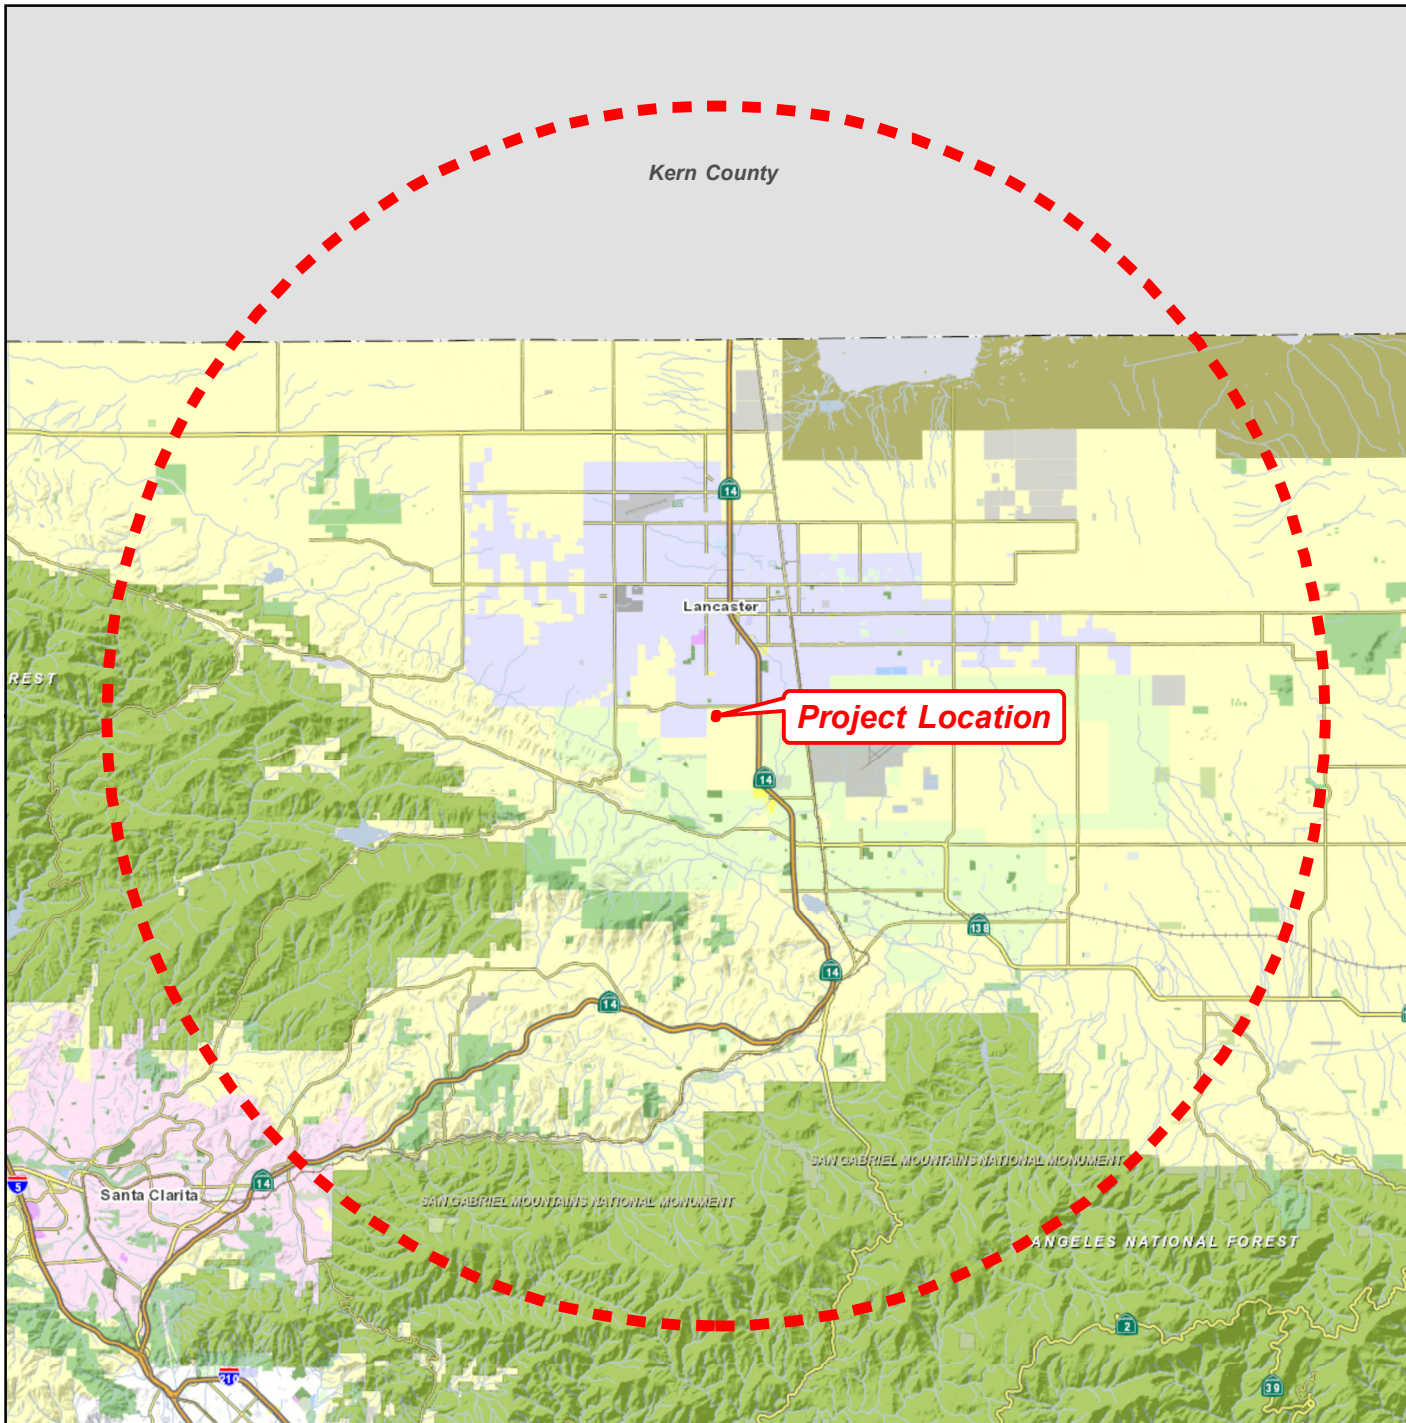 Kern County
14
Lancaster
REST
Project Location
14
138
14
14
SAN GABRIEL MOUNTAINS NATIONAL MONUMENT
5
14
Santa Clarita
SAN GABRIEL MOUNTAINS NATIONAL MONUMENT
ANGELES NATIONAL FOREST
2
210
39